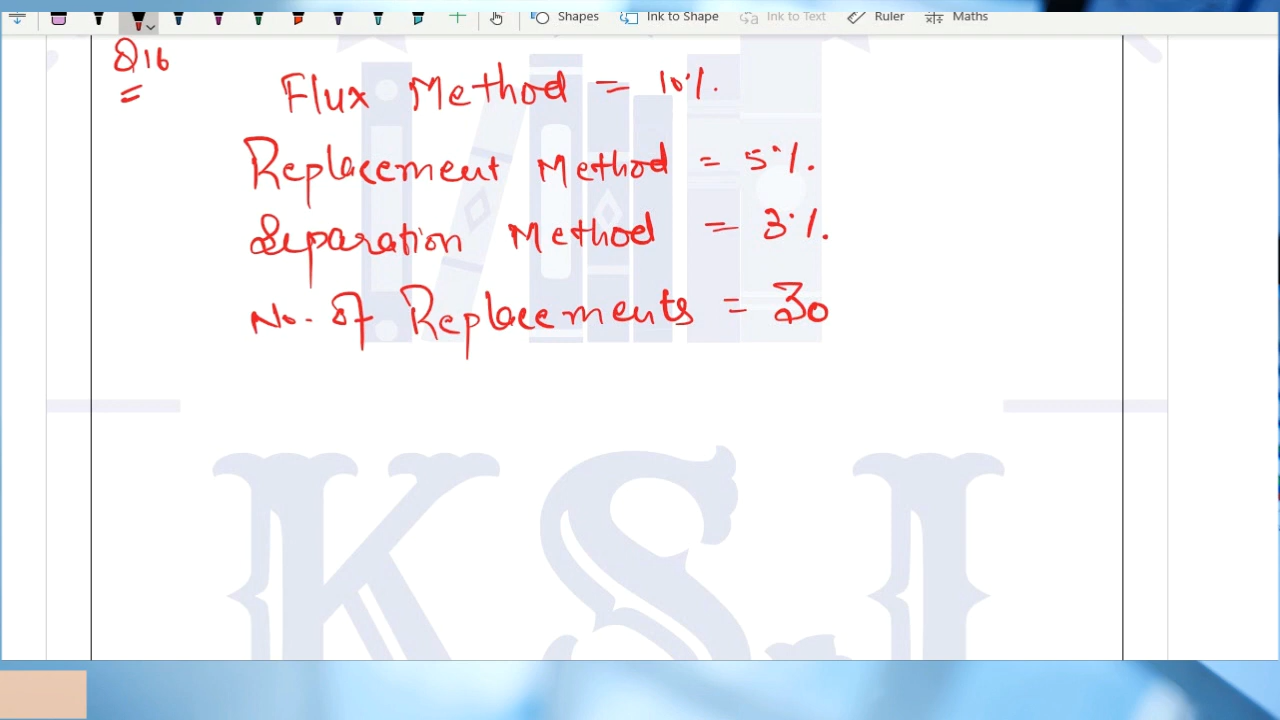 Shapes Ink to Shape Ink to Text Ruler Maths
Q16
Flux Method = 10%.
Replacement Method = 5%.
Separation Method = 3%.
No. of Replacements = 30
KSJ